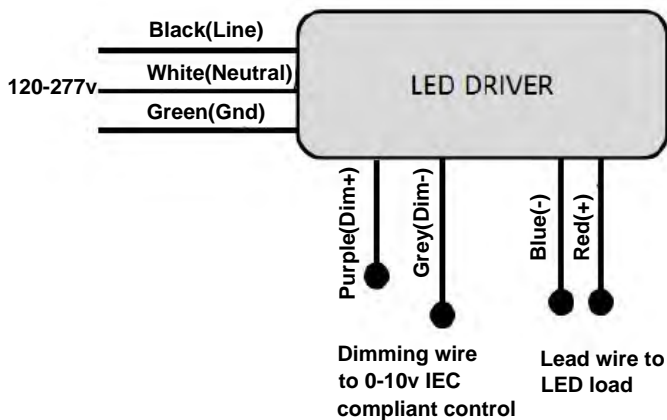 Black(Line)
120-277v
White(Neutral)
Green(Gnd)
LED DRIVER
Purple(Dim+)
Grey(Dim-)
Blue(-)
Red(+)
Dimming wire
to 0-10v IEC
compliant control
Lead wire to
LED load